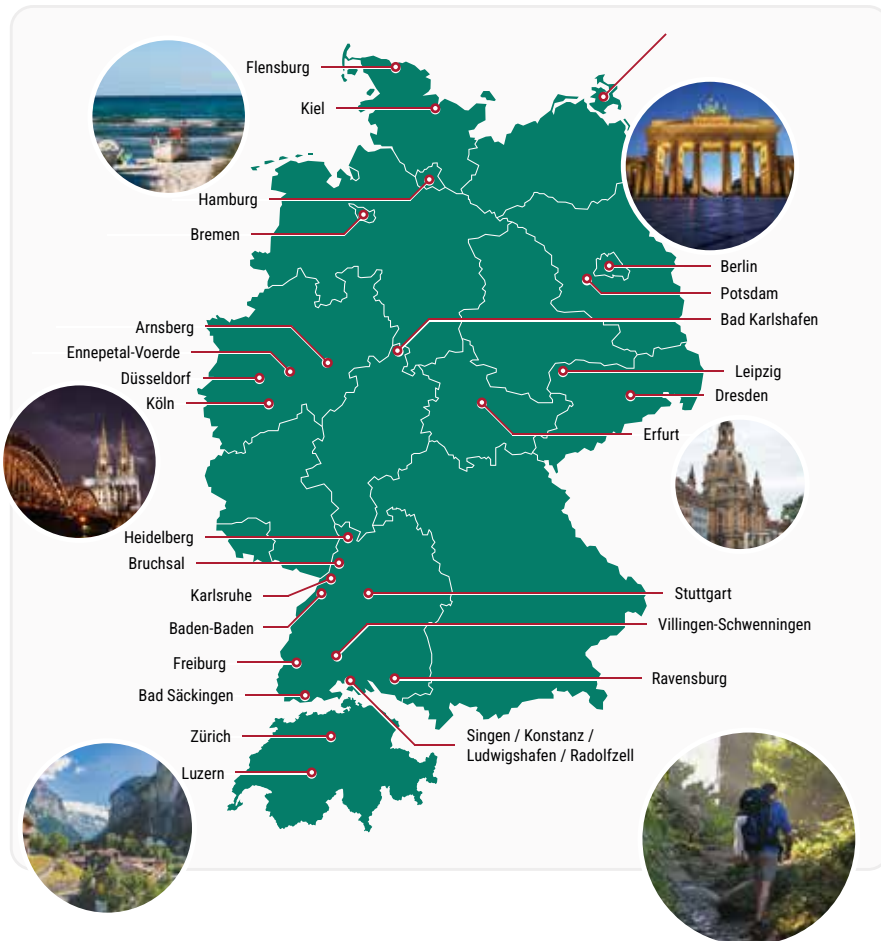 Flensburg
Kiel
Hamburg
Bremen
Berlin
Potsdam
Bad Karlshafen
Arnsberg
Ennepetal-Voerde
Düsseldorf
Köln
Leipzig
Dresden
Erfurt
Heidelberg
Bruchsal
Karlsruhe
Baden-Baden
Stuttgart
Villingen-Schwenningen
Freiburg
Ravensburg
Bad Säckingen
Zürich
Singen / Konstanz /
Ludwigshafen / Radolfzell
Luzern